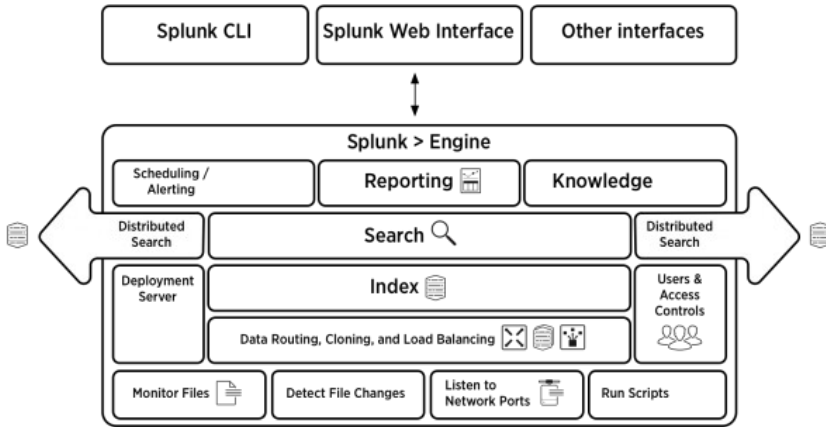 Splunk CLI
Splunk Web Interface
Other interfaces
Splunk > Engine
Scheduling /
Alerting
Reporting
Knowledge
Distributed
Search
Search
Distributed
Search
Deployment
Server
Index
Users &
Access
Controls
Data Routing, Cloning, and Load Balancing
Monitor Files
Detect File Changes
Listen to
Network Ports
Run Scripts